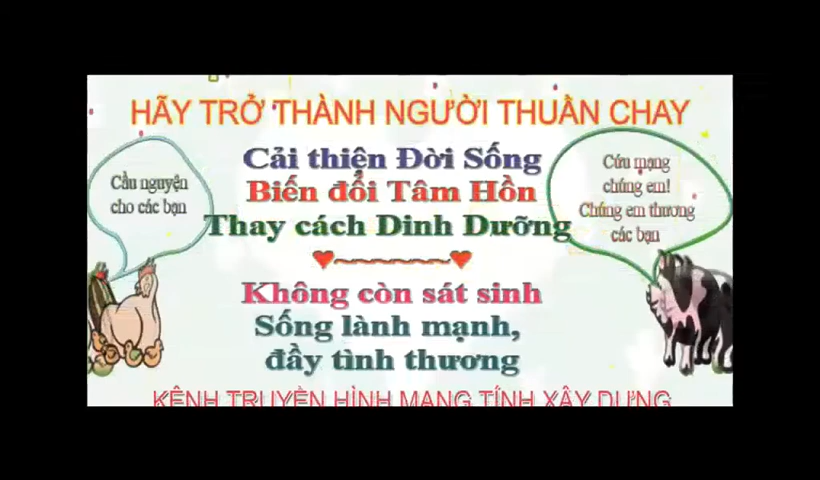 HÃY TRỞ THÀNH NGƯỜI THUẦN CHAY
Cầu nguyện
cho các bạn
Cải thiện Đời Sống
Biến đổi Tâm Hồn
Thay cách Dinh Dưỡng
Cứu mạng
chúng em!
Chúng em thương
các bạn
Không còn sát sinh
Sống lành mạnh,
đầy tình thương
KÊNH TRUYỀN HÌNH MANG TÍNH XÂY DỰNG